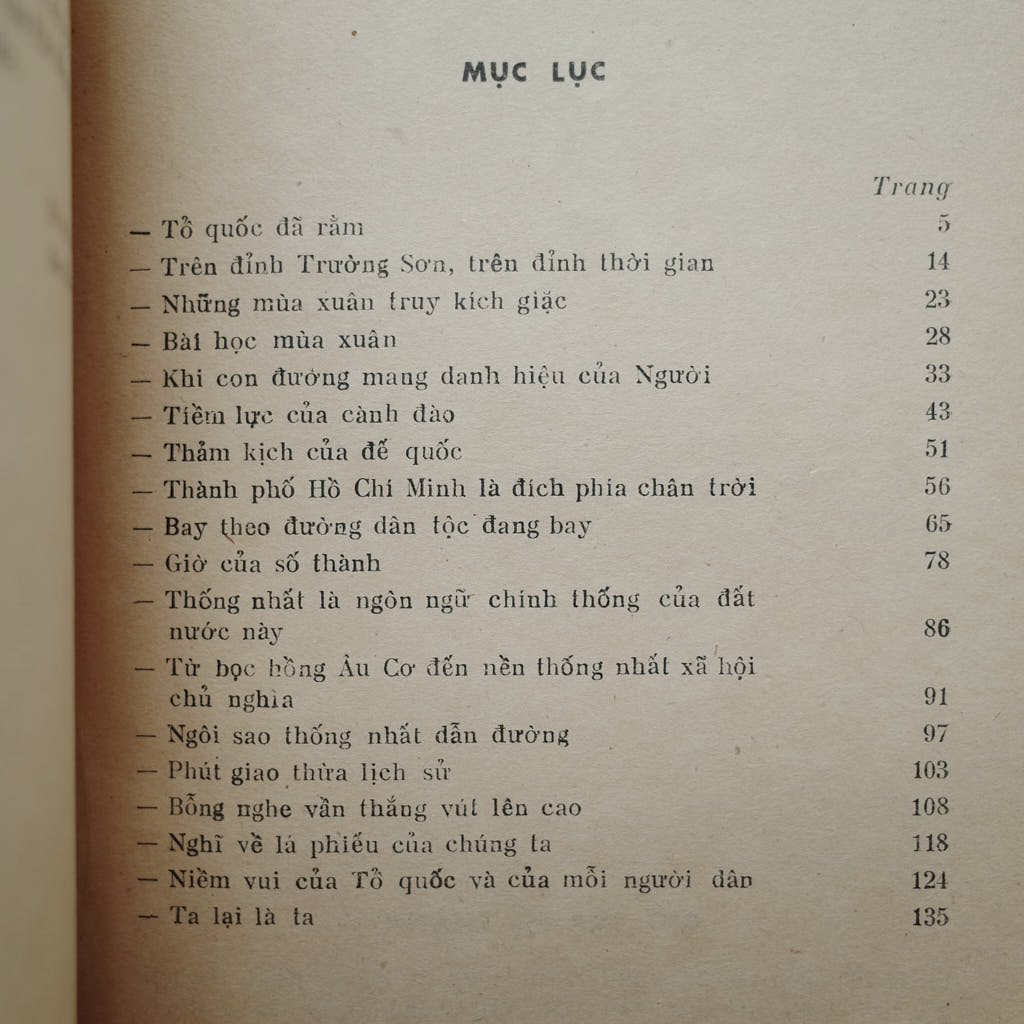 MỤC LỤC
Trang
— Tổ quốc đã rằm 5
— Trên đỉnh Trường Sơn, trên đỉnh thời gian 14
— Những mùa xuân truy kích giặc 23
— Bài học mùa xuân 28
— Khi con đường mang danh hiệu của Người 33
— Tiềm lực của cành đào 43
— Thảm kịch của đế quốc 51
— Thành phố Hồ Chí Minh là đích phía chân trời 56
— Bay theo đường dân tộc đang bay 65
— Giờ của số thành 78
— Thống nhất là ngôn ngữ chính thống của đất
nước này 86
— Từ bọc hồng Âu Cơ đến nền thống nhất xã hội
chủ nghĩa 91
— Ngôi sao thống nhất dẫn đường 97
— Phút giao thừa lịch sử 103
— Bỗng nghe vần thắng vút lên cao 108
— Nghĩ về lá phiếu của chúng ta 118
— Niềm vui của Tổ quốc và của mỗi người dân 124
— Ta lại là ta 135